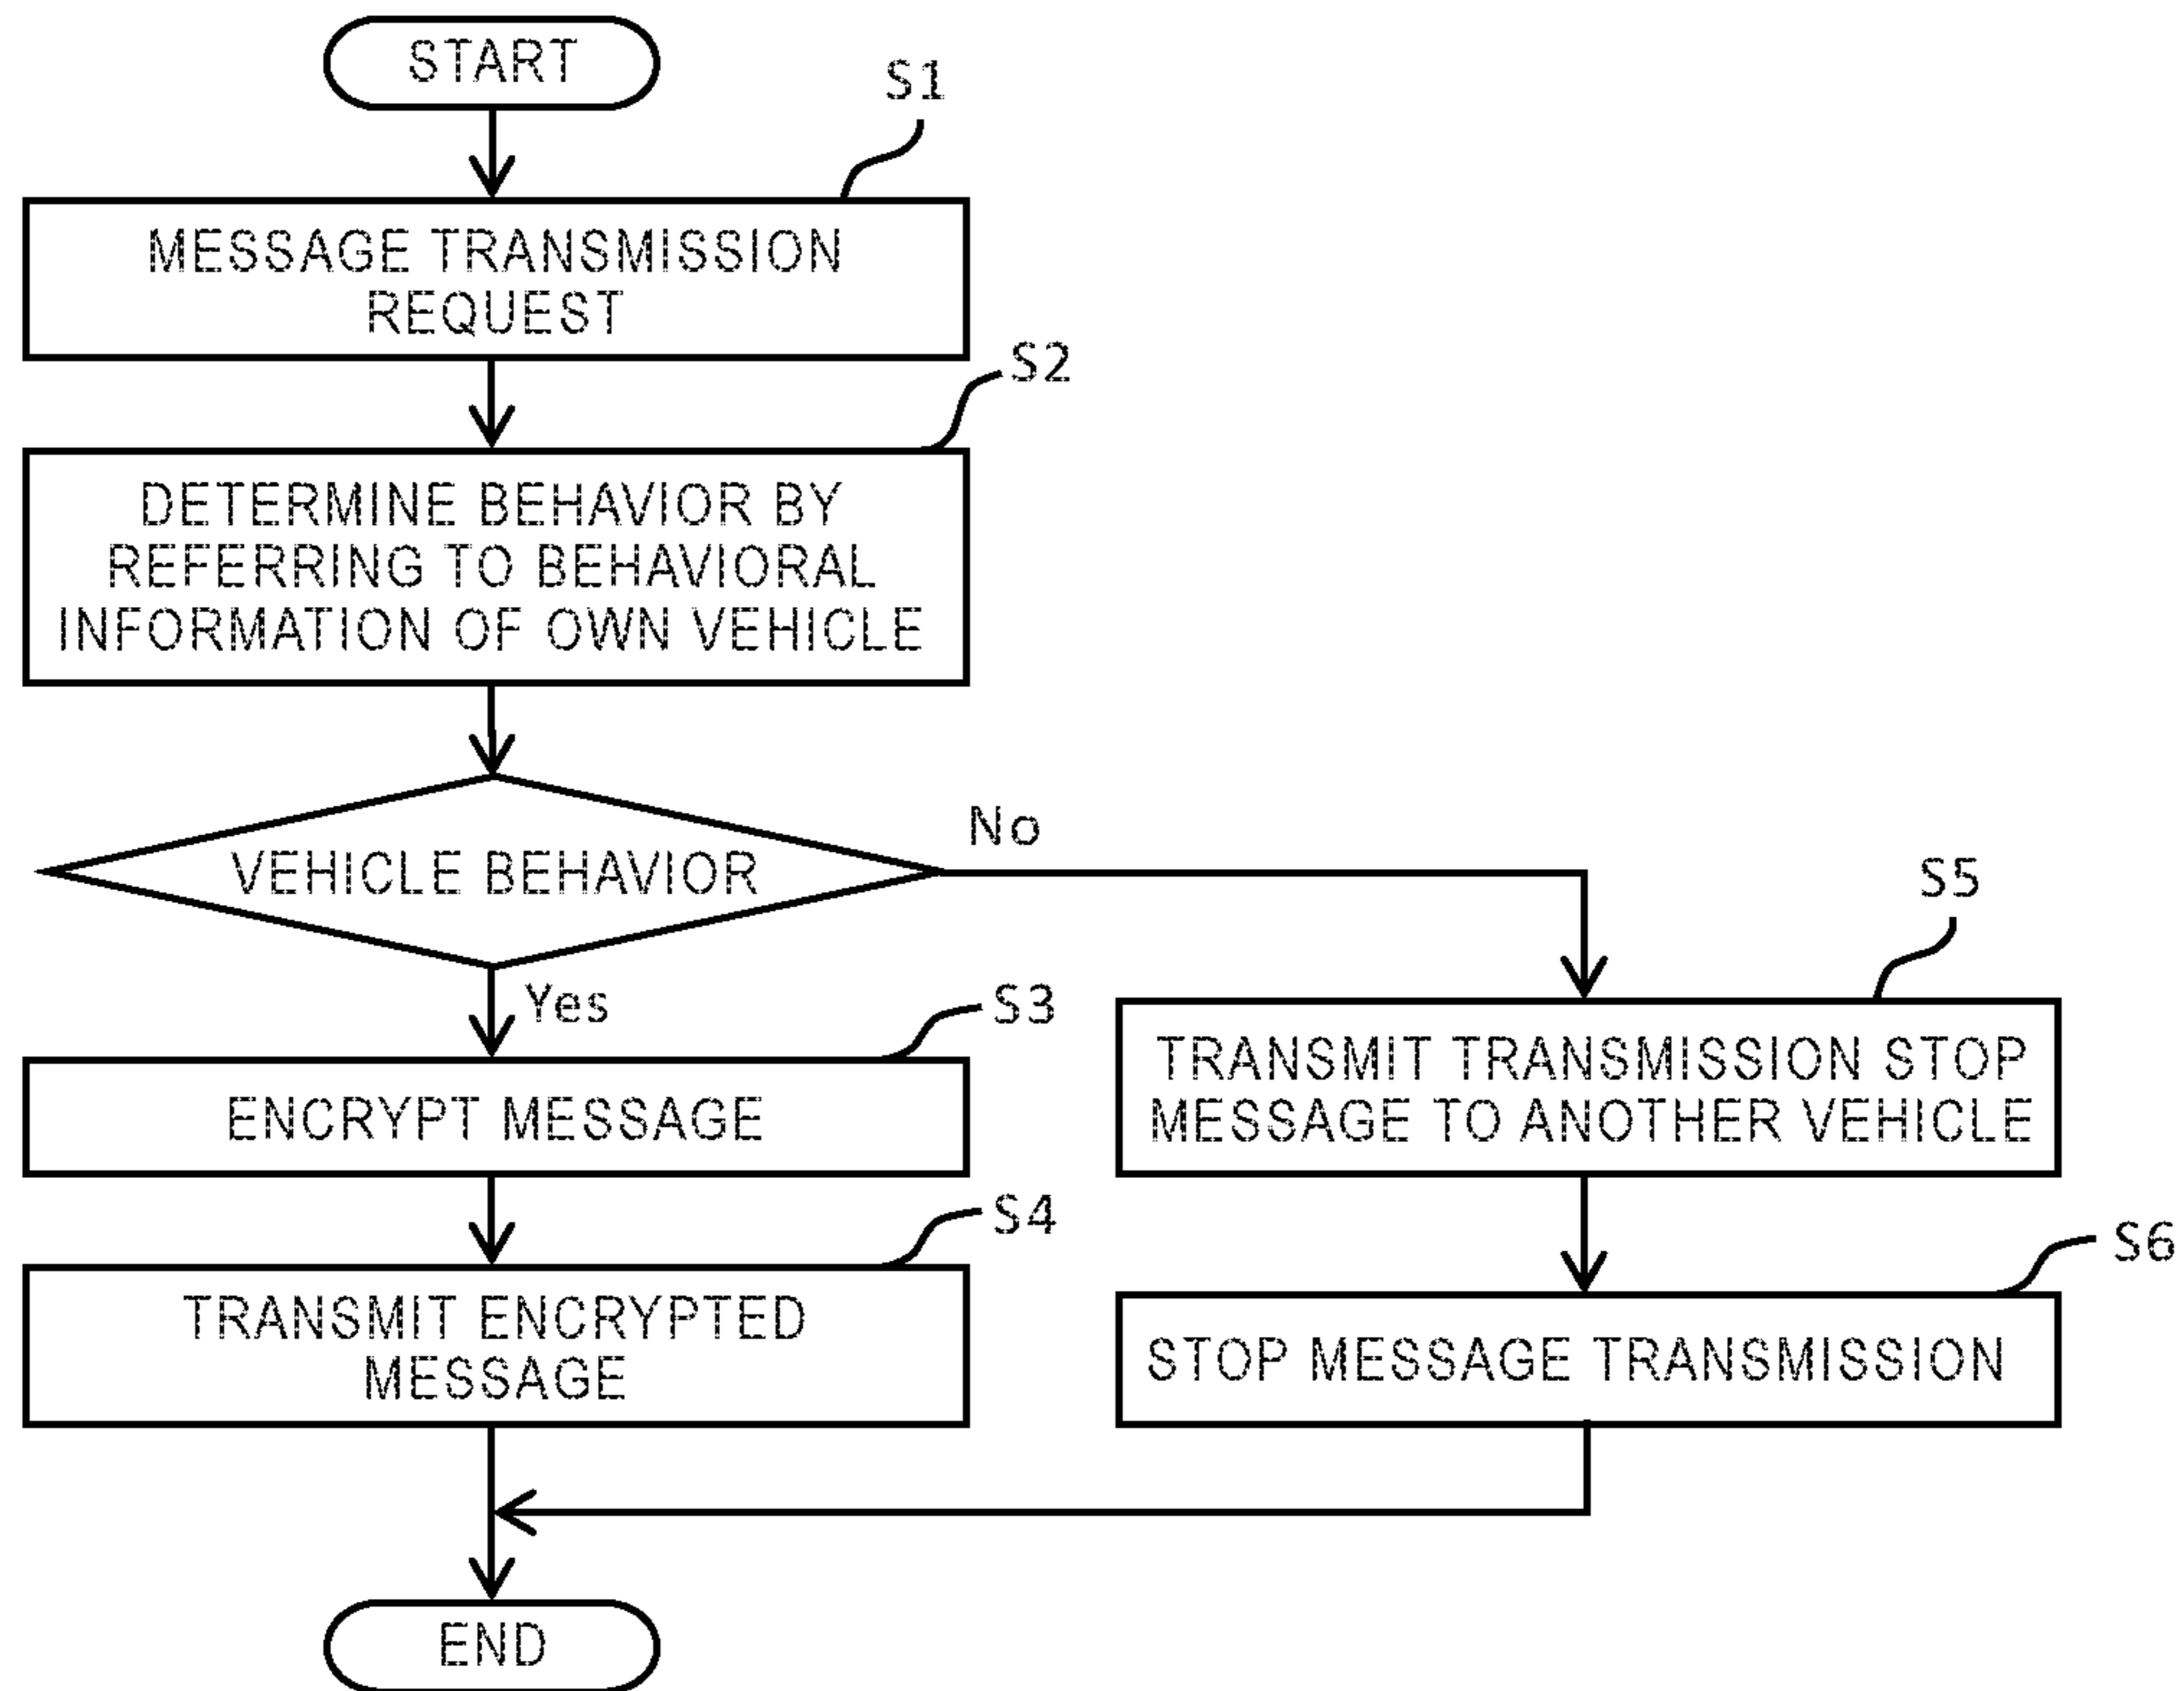 START
S1
MESSAGE TRANSMISSION
REQUEST
S2
DETERMINE BEHAVIOR BY
REFERRING TO BEHAVIORAL
INFORMATION OF OWN VEHICLE
VEHICLE BEHAVIOR
No
Yes
S3
ENCRYPT MESSAGE
S4
TRANSMIT ENCRYPTED
MESSAGE
S5
TRANSMIT TRANSMISSION STOP
MESSAGE TO ANOTHER VEHICLE
S6
STOP MESSAGE TRANSMISSION
END